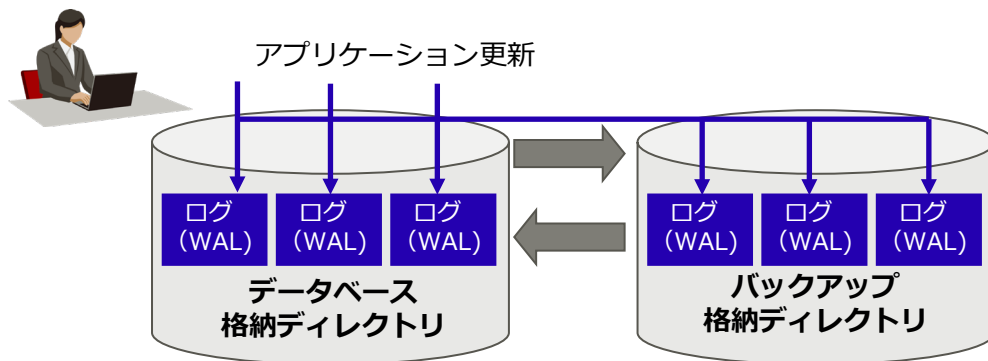 アプリケーション更新
ログ
（WAL）
ログ
（WAL）
ログ
（WAL）
ログ
（WAL）
ログ
（WAL）
ログ
（WAL）
データベース
格納ディレクトリ
バックアップ
格納ディレクトリ